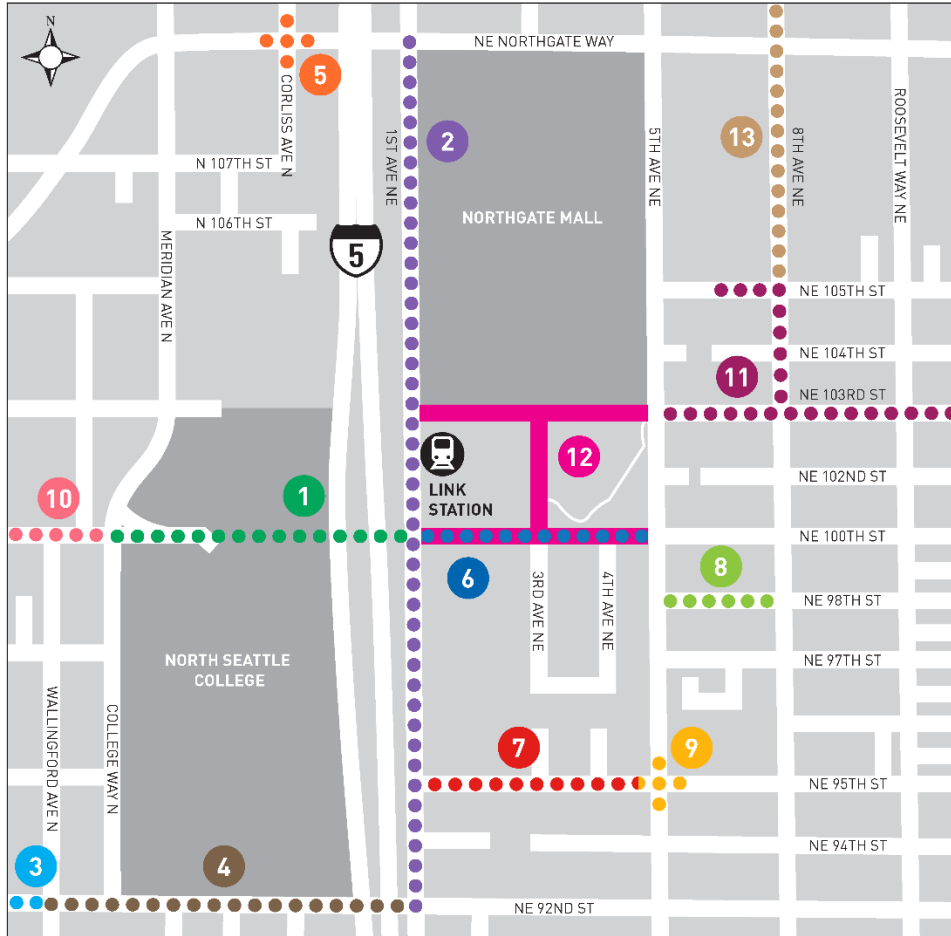 N
NE NORTHGATE WAY
5
CORLISS AVE N
1ST AVE NE
2
5TH AVE NE
13
8TH AVE NE
ROOSEVELT WAY NE
N 107TH ST
N 106TH ST
NORTHGATE MALL
5
MERIDIAN AVE N
NE 105TH ST
NE 104TH ST
11
NE 103RD ST
12
LINK
STATION
10
1
NE 102ND ST
NE 100TH ST
6
8
3RD AVE NE
4TH AVE NE
NE 98TH ST
NORTH SEATTLE
COLLEGE
NE 97TH ST
WALLINGFORD AVE N
COLLEGE WAY N
7
9
NE 95TH ST
NE 94TH ST
3
4
NE 92ND ST